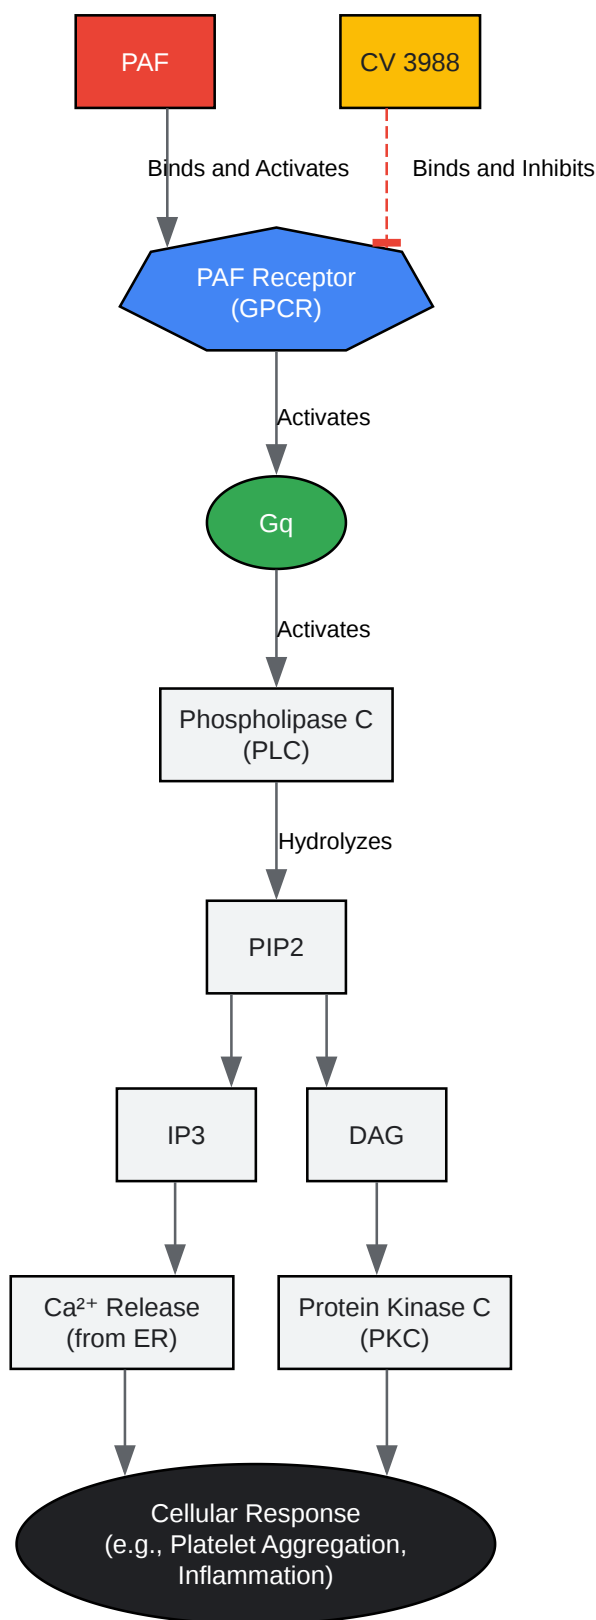 PAF
CV 3988
Binds and Activates
Binds and Inhibits
PAF Receptor
(GPCR)
Activates
Gq
Activates
Phospholipase C
(PLC)
Hydrolyzes
PIP2
IP3
DAG
Ca²⁺ Release
(from ER)
Protein Kinase C
(PKC)
Cellular Response
(e.g., Platelet Aggregation,
Inflammation)